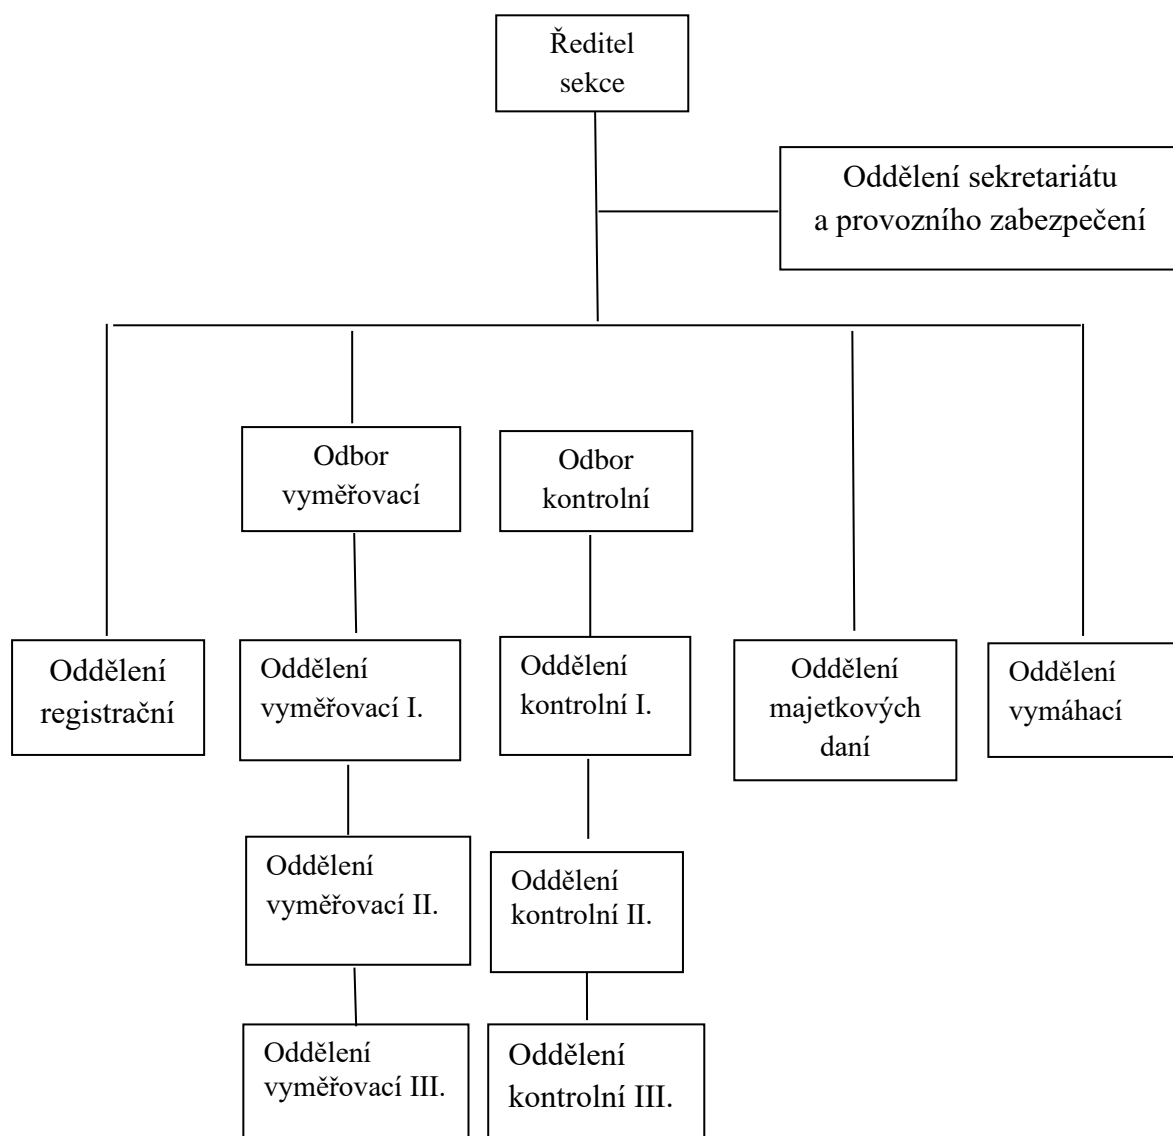 Ředitel
sekce
Oddělení sekretariátu
a provozního zabezpečení
Odbor
vyměřovací
Odbor
kontrolní
Oddělení
registrační
Oddělení
vyměřovací I.
Oddělení
kontrolní I.
Oddělení
majetkových
daní
Oddělení
vymáhací
Oddělení
vyměřovací II.
Oddělení
kontrolní II.
Oddělení
vyměřovací III.
Oddělení
kontrolní III.